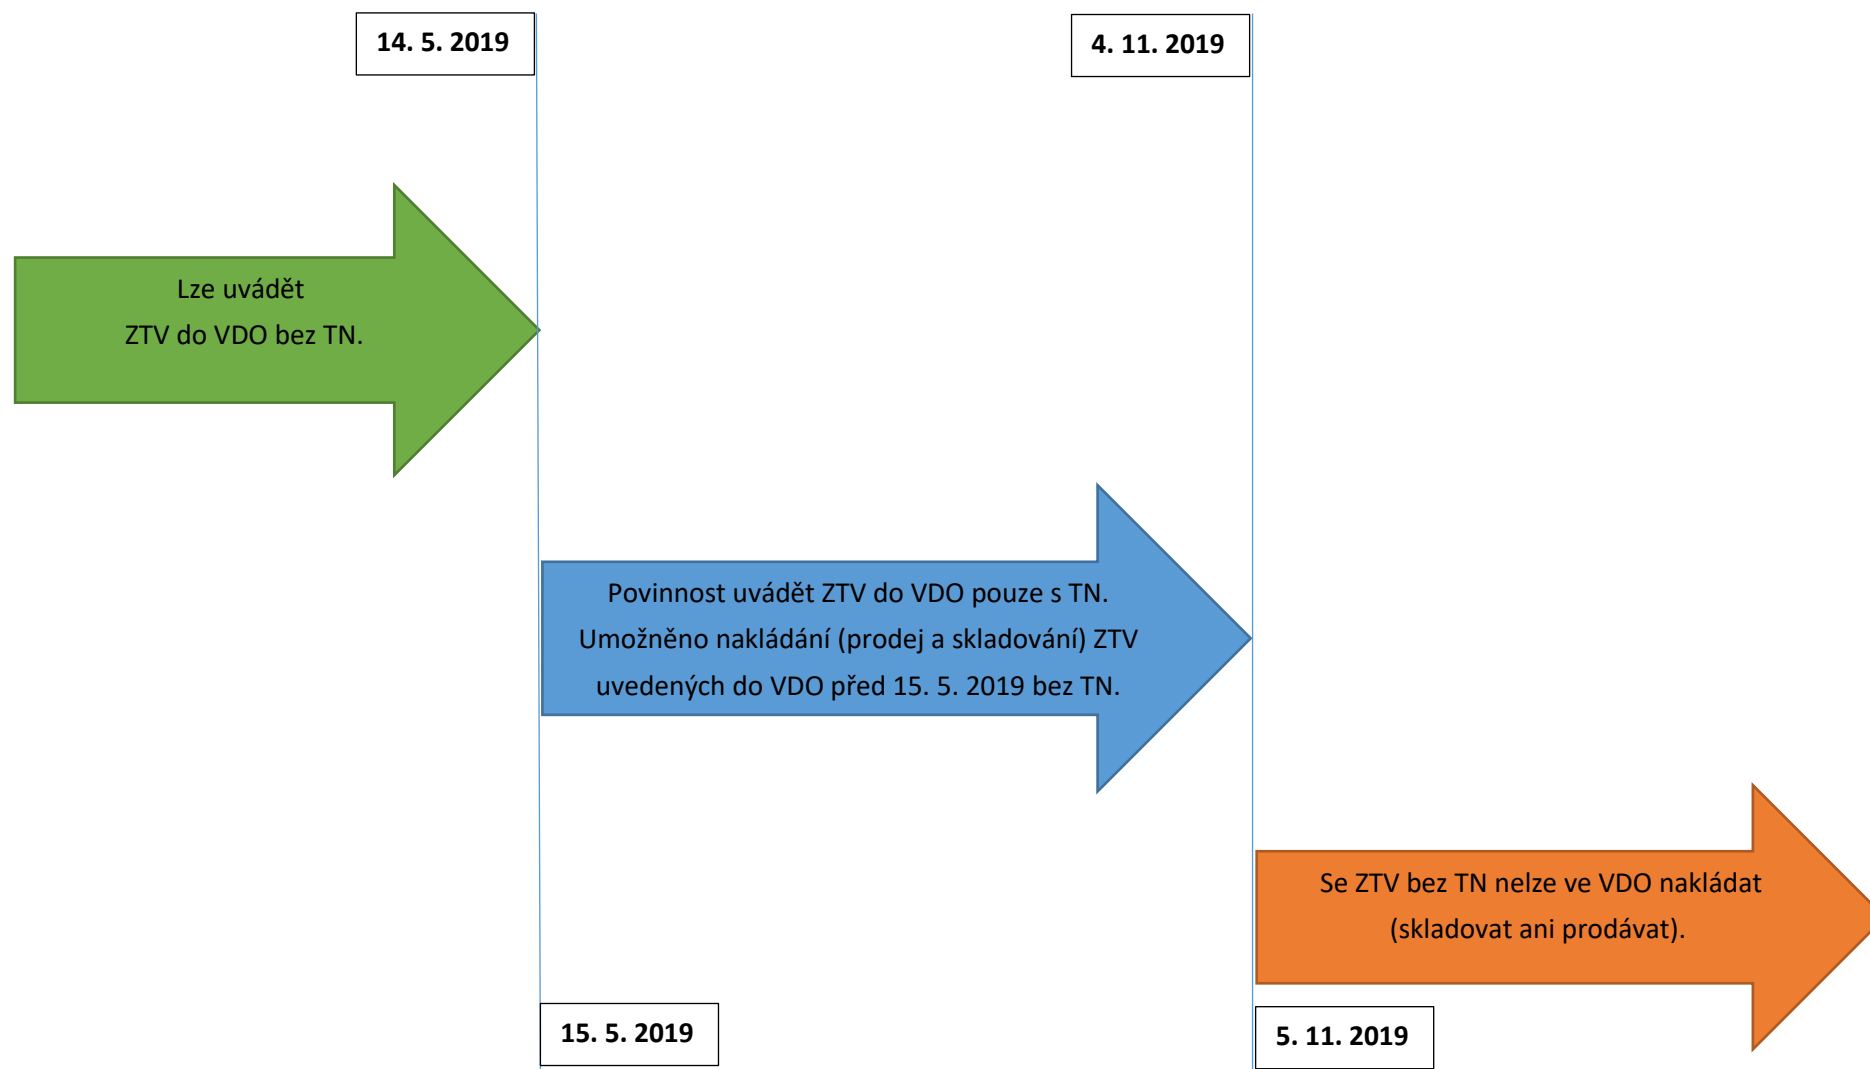 14. 5. 2019
4. 11. 2019
Lze uvádět
ZTV do VDO bez TN.
Povinnost uvádět ZTV do VDO pouze s TN.
Umožněno nakládání (prodej a skladování) ZTV
uvedených do VDO před 15. 5. 2019 bez TN.
Se ZTV bez TN nelze ve VDO nakládat
(skladovat ani prodávat).
15. 5. 2019
5. 11. 2019